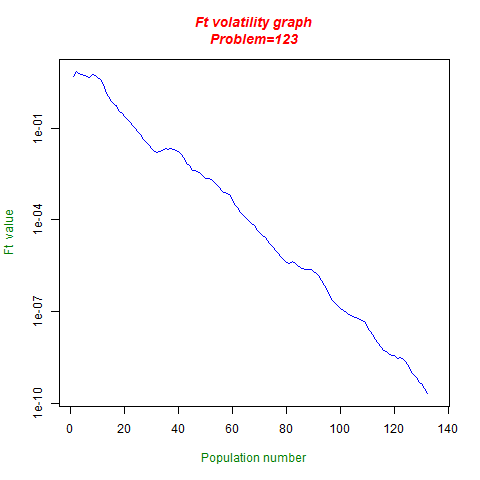 Ft volatility graph
Problem=123
Ft value
1e-01
1e-04
1e-07
1e-10
0 20 40 60 80 100 120 140
Population number